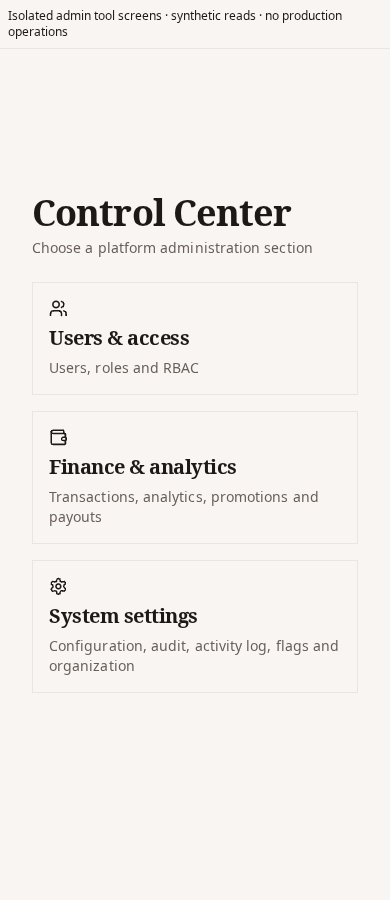 Isolated admin tool screens · synthetic reads · no production
operations
Control Center
Choose a platform administration section
Users & access
Users, roles and RBAC
Finance & analytics
Transactions, analytics, promotions and
payouts
System settings
Configuration, audit, activity log, flags and
organization